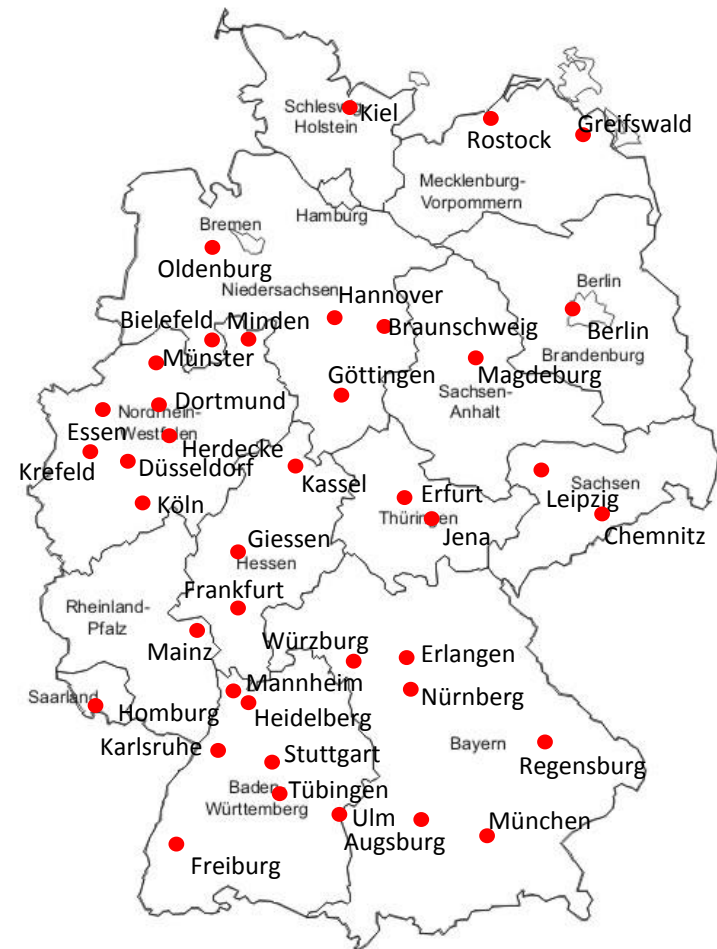 Schleswig
Holstein
Kiel
Rostock
Greifswald
Mecklenburg-
Vorpommern
Hamburg
Bremen
Oldenburg
Niedersachsen
Hannover
Berlin
Berlin
Brandenburg
Bielefeld
Minden
Braunschweig
Münster
Göttingen
Magdeburg
Sachsen-
Anhalt
Dortmund
Nordrhein-
Westfalen
Essen
Herdecke
Krefeld
Düsseldorf
Kassel
Köln
Erfurt
Thüringen
Jena
Sachsen
Leipzig
Chemnitz
Giessen
Hessen
Frankfurt
Rheinland-
Pfalz
Mainz
Würzburg
Erlangen
Nürnberg
Saarland
Homburg
Mannheim
Heidelberg
Karlsruhe
Stuttgart
Bayern
Regensburg
Baden
Württemberg
Tübingen
Ulm
Augsburg
München
Freiburg